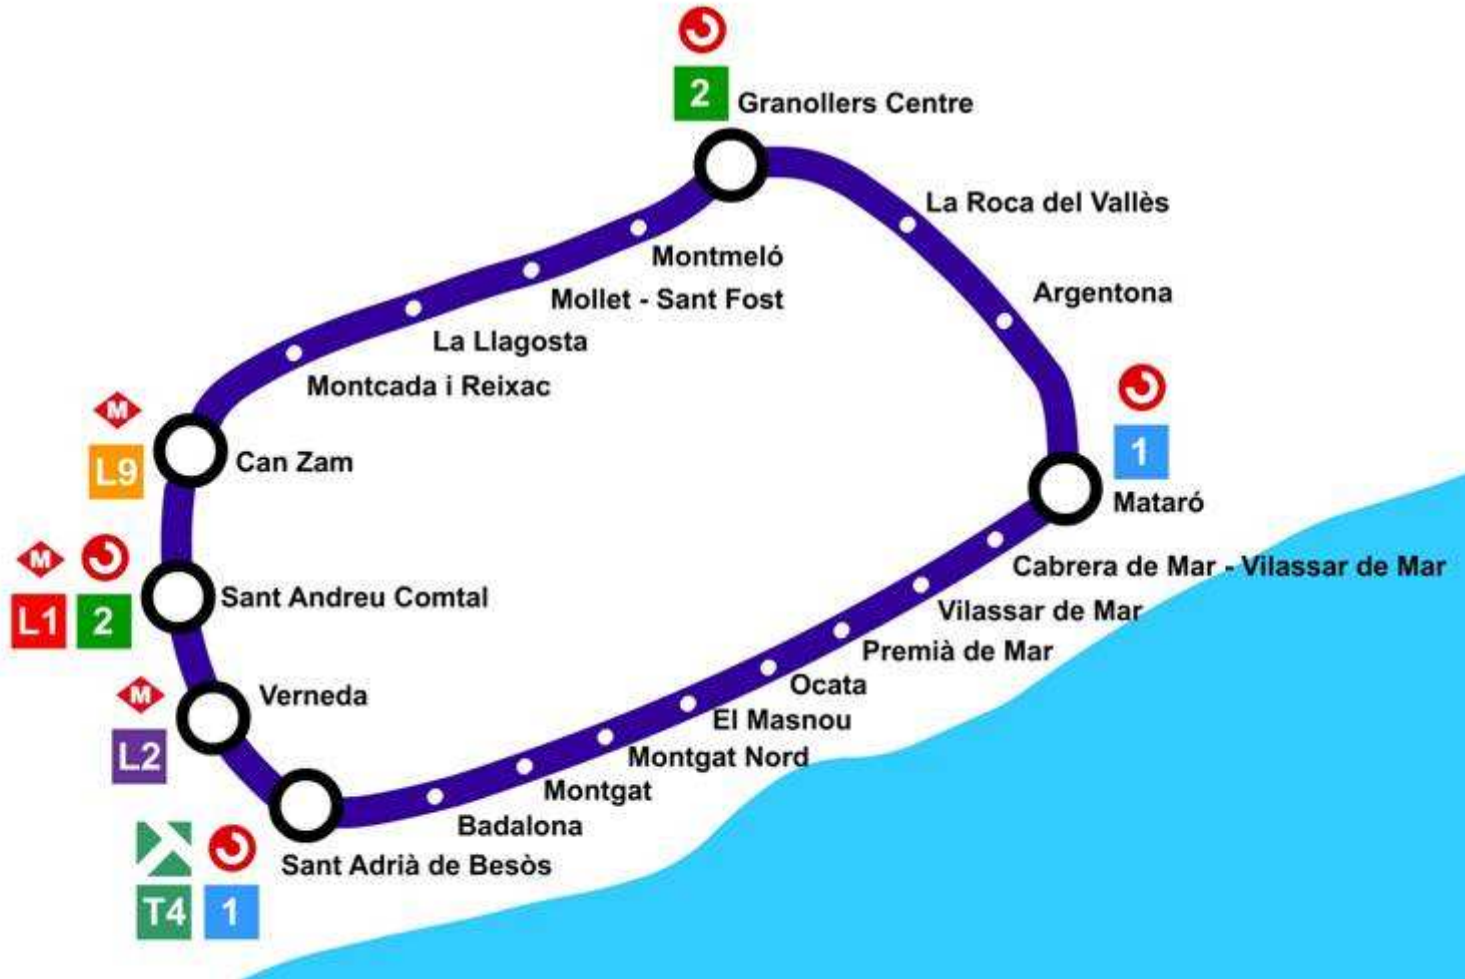 2
Granollers Centre
La Roca del Vallès
Montmeló
Argentona
Mollet - Sant Fost
La Llagosta
Montcada i Reixac
M
L9
Can Zam
1
Mataró
Cabrera de Mar - Vilassar de Mar
M
L1
2
Sant Andreu Comtal
Vilassar de Mar
Premià de Mar
Ocata
El Masnou
Montgat Nord
Montgat
Badalona
M
L2
Verneda
Sant Adrià de Besòs
T4
1